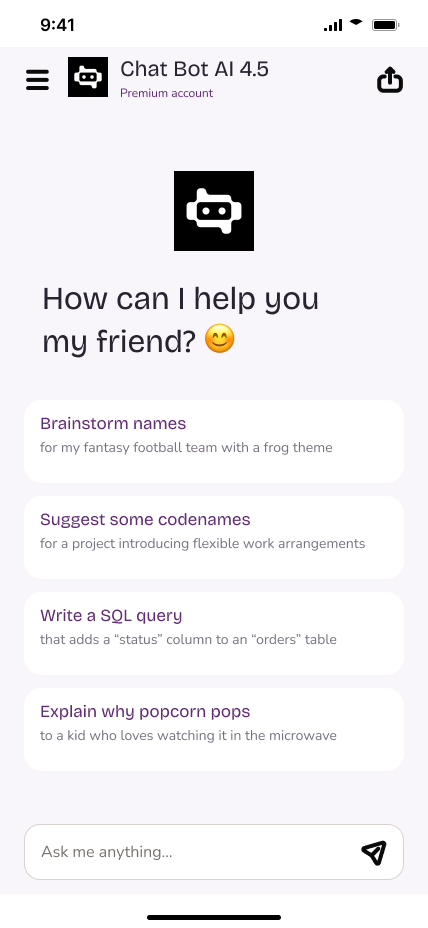 9:41
Chat Bot AI 4.5
Premium account
How can I help you
my friend? 😊
Brainstorm names
for my fantasy football team with a frog theme
Suggest some codenames
for a project introducing flexible work arrangements
Write a SQL query
that adds a “status” column to an “orders” table
Explain why popcorn pops
to a kid who loves watching it in the microwave
Ask me anything...